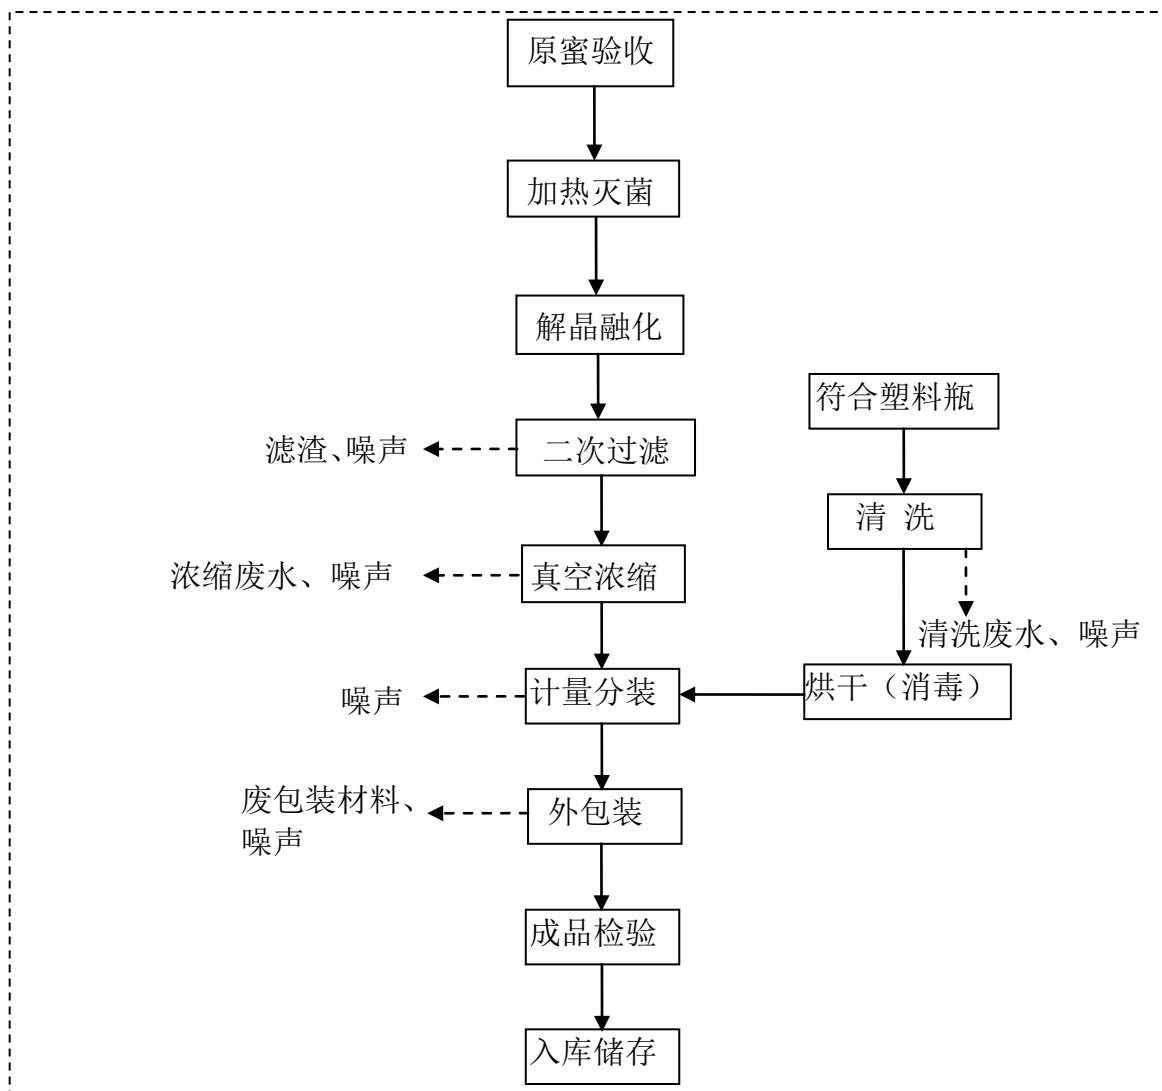 原蜜验收
加热灭菌
解晶融化
符合塑料瓶
滤渣、噪声
二次过滤
清 洗
浓缩废水、噪声
真空浓缩
清洗废水、噪声
噪声
计量分装
烘干（消毒）
废包装材料、
噪声
外包装
成品检验
入库储存